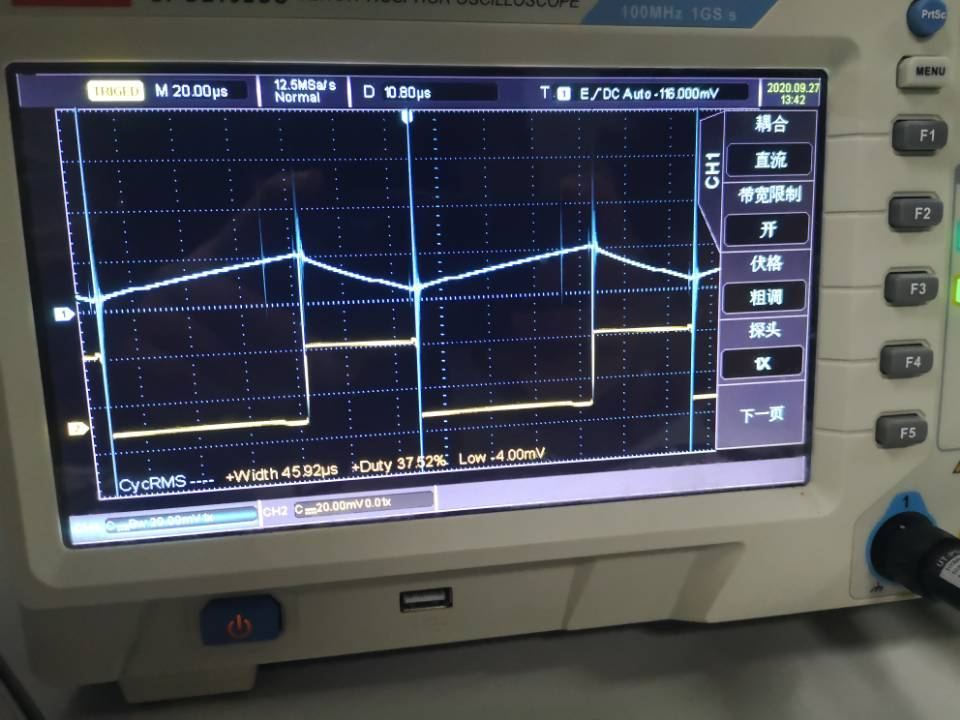 OSCILLOSCOPE
100MHz 1GS s
PrtSc
MENU
TRIGED M 20.00μs 12.5MSa/s Normal D 10.80μs T 1 E DC Auto -116.000mV 2020.09.27 13:42
CH1
耦合
直流
带宽限制
开
伏格
粗调
探头
1X
下一页
F1
F2
F3
F4
F5
1
2
CycRMS ---- +Width 45.92μs +Duty 37.52% Low -4.00mV
20.00mV 1x CH2 20.00mV 0.01x
1